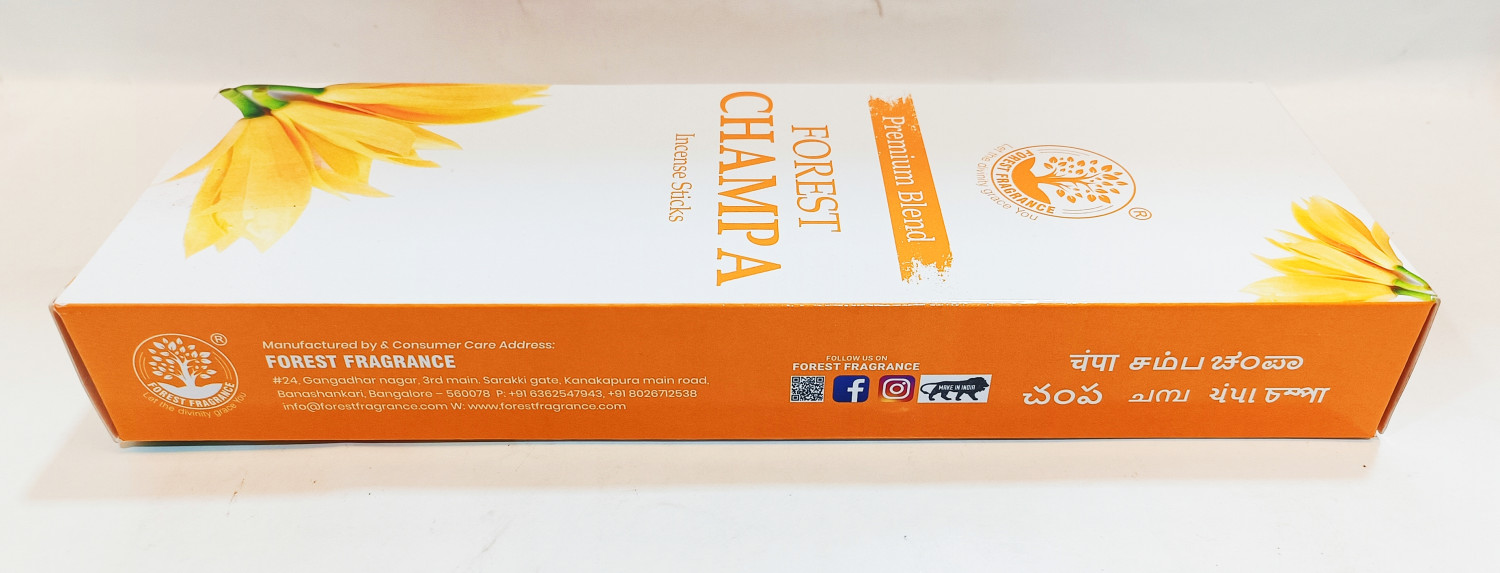 FOREST FRAGRANCE
Let the divinity grace You
®
Premium Blend
FOREST
CHAMPA
Incense Sticks
®
FOREST FRAGRANCE
Let the divinity grace You
Manufactured by & Consumer Care Address:
FOREST FRAGRANCE
#24, Gangadhar nagar, 3rd main. Sarakki gate, Kanakapura main road,
Banashankari, Bangalore – 560078 P: +91 6362547943, +91 8026712538
info@forestfragrance.com W: www.forestfragrance.com
FOLLOW US ON
FOREST FRAGRANCE
MAKE IN INDIA
चंपा சம்ப ಚಂಪಾ
చంప ചമ്പ ચંપા